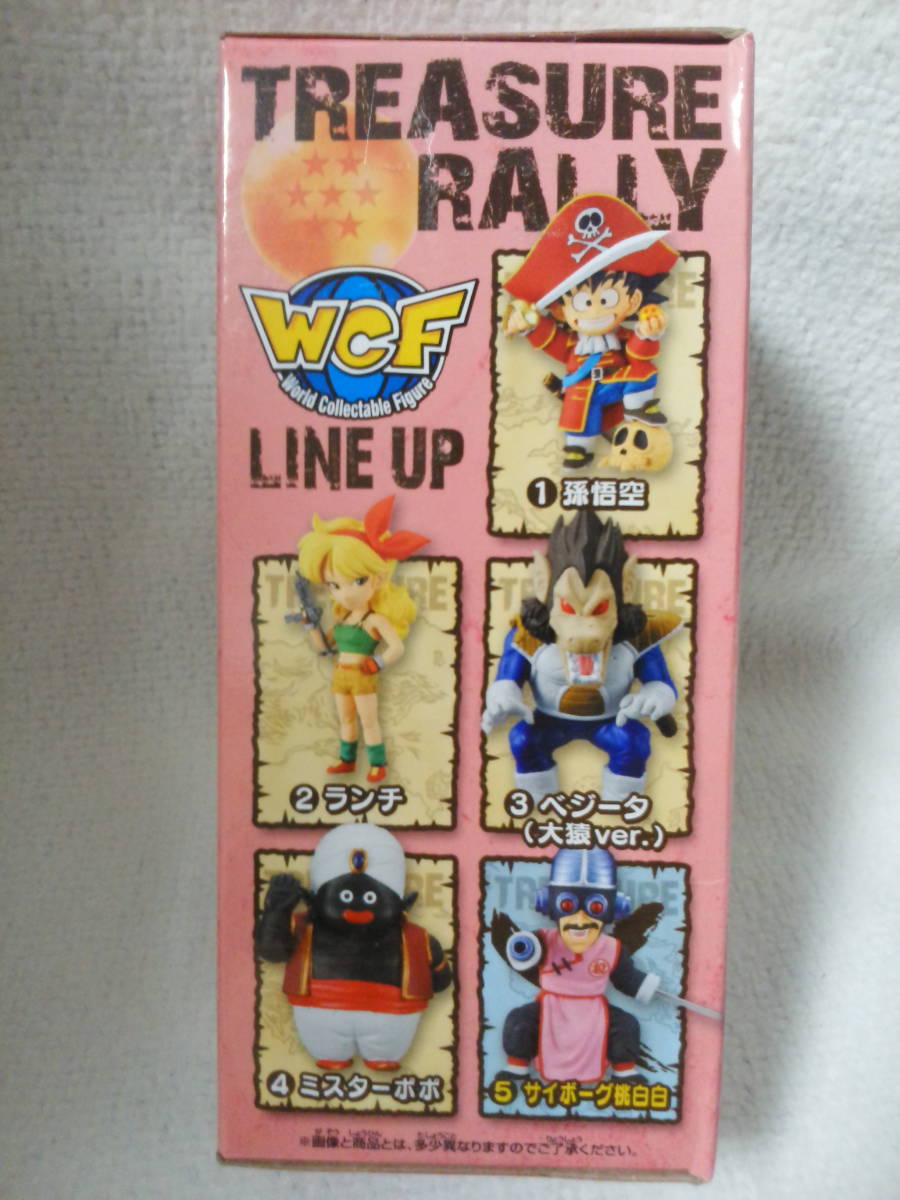 TREASURE
RALLY
WCF
World Collectable Figure
LINE UP
1 孫悟空
TREASURE
2 ランチ
3 ベジータ
(大猿ver.)
4 ミスターポポ
5 サイボーグ桃白白
※画像と商品とは、多少異なりますのでご了承ください。